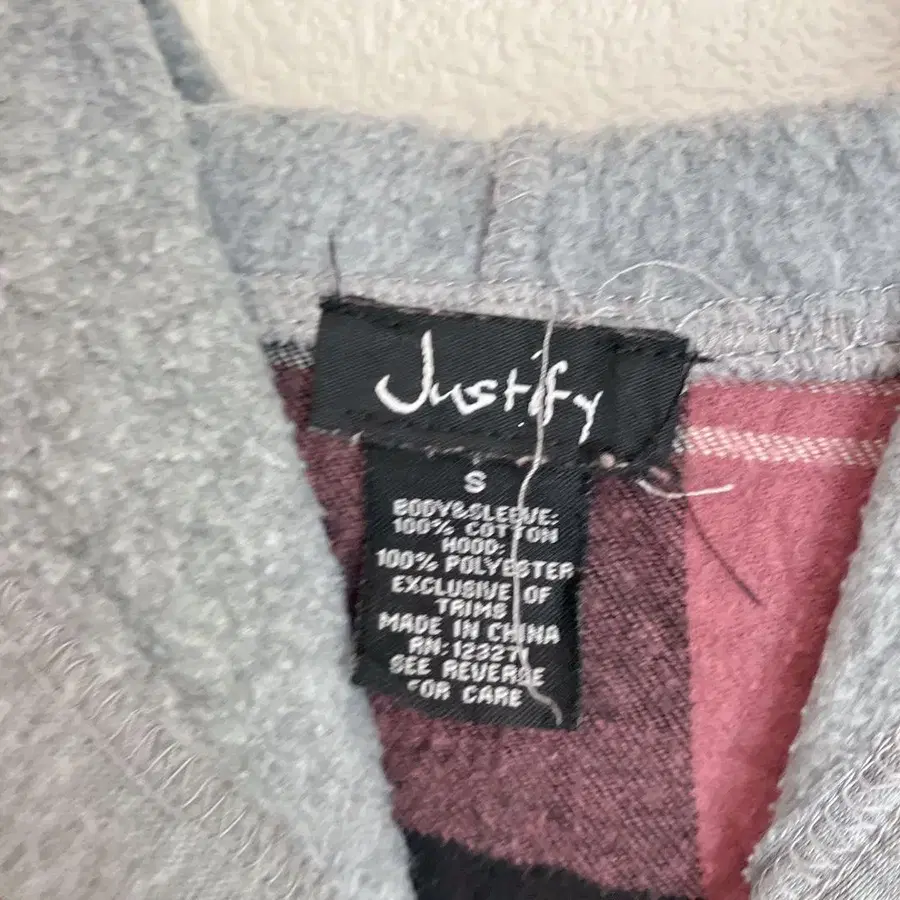 Justify
S
BODY&SLEEVE:
100% COTTON
HOOD:
100% POLYESTER
EXCLUSIVE OF
TRIMS
MADE IN CHINA
RN:123271
SEE REVERSE
FOR CARE